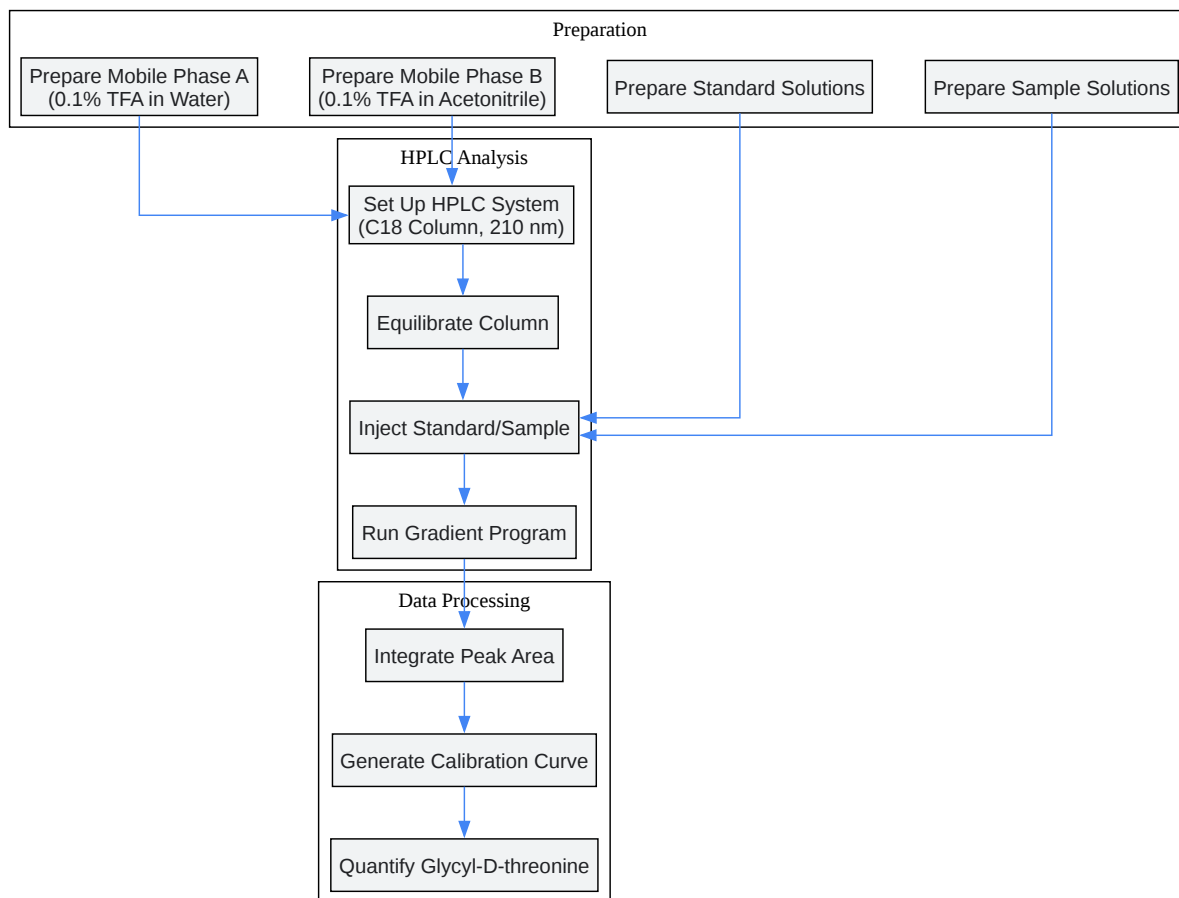 Preparation
Prepare Mobile Phase A
(0.1% TFA in Water)
Prepare Mobile Phase B
(0.1% TFA in Acetonitrile)
Prepare Standard Solutions
Prepare Sample Solutions
HPLC Analysis
Set Up HPLC System
(C18 Column, 210 nm)
Equilibrate Column
Inject Standard/Sample
Run Gradient Program
Data Processing
Integrate Peak Area
Generate Calibration Curve
Quantify Glycyl-D-threonine